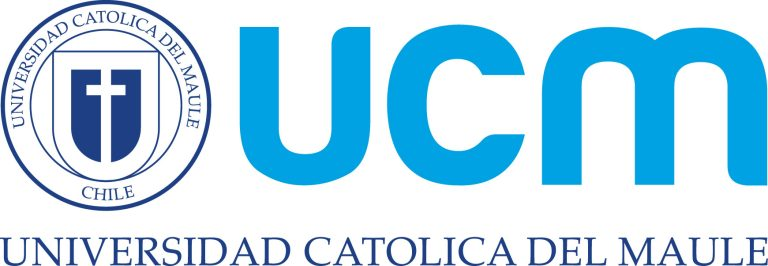 UNIVERSIDAD CATOLICA DEL MAULE
CHILE
ucm
UNIVERSIDAD CATOLICA DEL MAULE